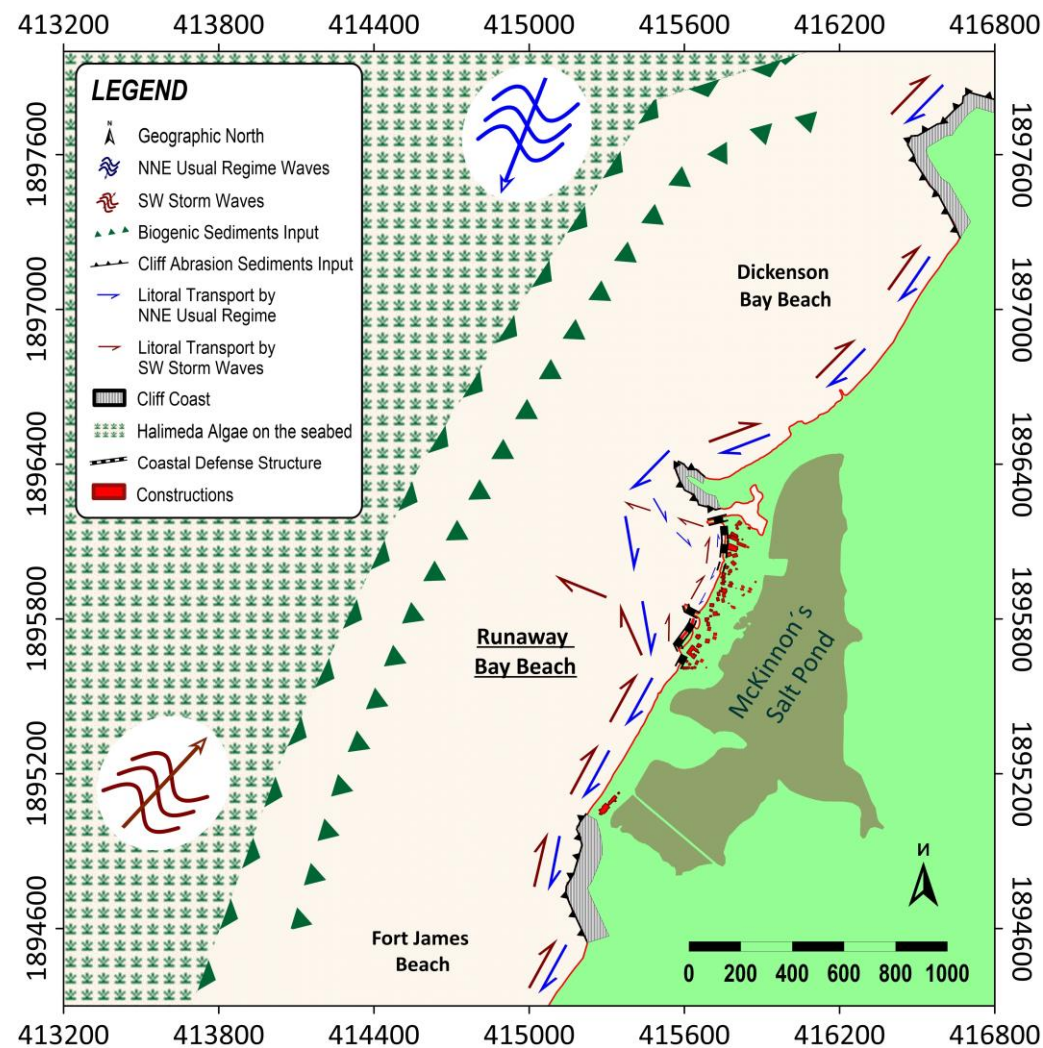 413200 413800 414400 415000 415600 416200 416800
1897600
1897000
1896400
1895800
1895200
1894600
LEGEND
N
Geographic North
NNE Usual Regime Waves
SW Storm Waves
Biogenic Sediments Input
Cliff Abrasion Sediments Input
Litoral Transport by
NNE Usual Regime
Litoral Transport by
SW Storm Waves
Cliff Coast
Halimeda Algae on the seabed
Coastal Defense Structure
Constructions
Dickenson
Bay Beach
Runaway
Bay Beach
McKinnon´s
Salt Pond
Fort James
Beach
И
0 200 400 600 800 1000
1897600
1897000
1896400
1895800
1895200
1894600
413200 413800 414400 415000 415600 416200 416800